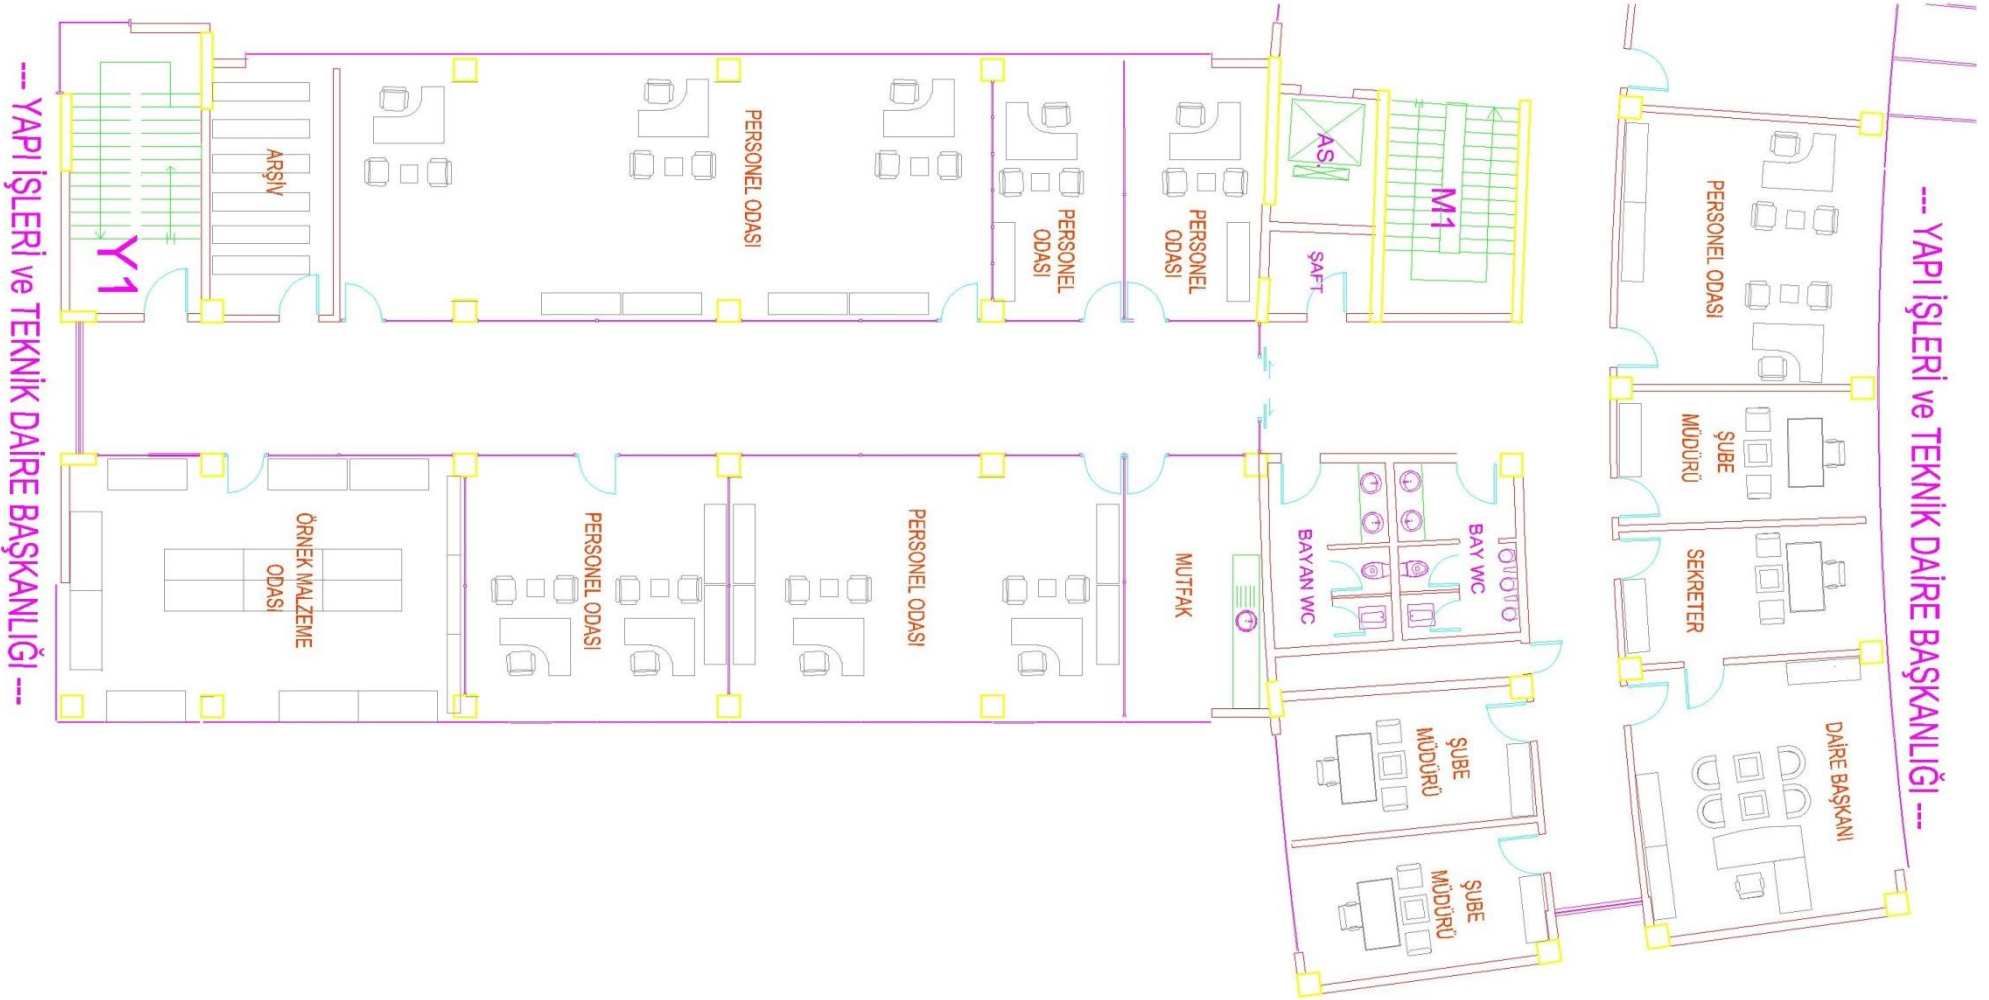 --- YAPI İŞLERİ ve TEKNİK DAİRE BAŞKANLIĞI ---
Y1
ARŞİV
PERSONEL ODASI
PERSONEL
ODASI
PERSONEL
ODASI
AS.
ŞAFT
M1
PERSONEL ODASI
ŞUBE
MÜDÜRÜ
SEKRETER
DAİRE BAŞKANI
ÖRNEK MALZEME
ODASI
PERSONEL ODASI
PERSONEL ODASI
MUTFAK
BAYAN WC
BAY WC
ŞUBE
MÜDÜRÜ
ŞUBE
MÜDÜRÜ
--- YAPI İŞLERİ ve TEKNİK DAİRE BAŞKANLIĞI ---